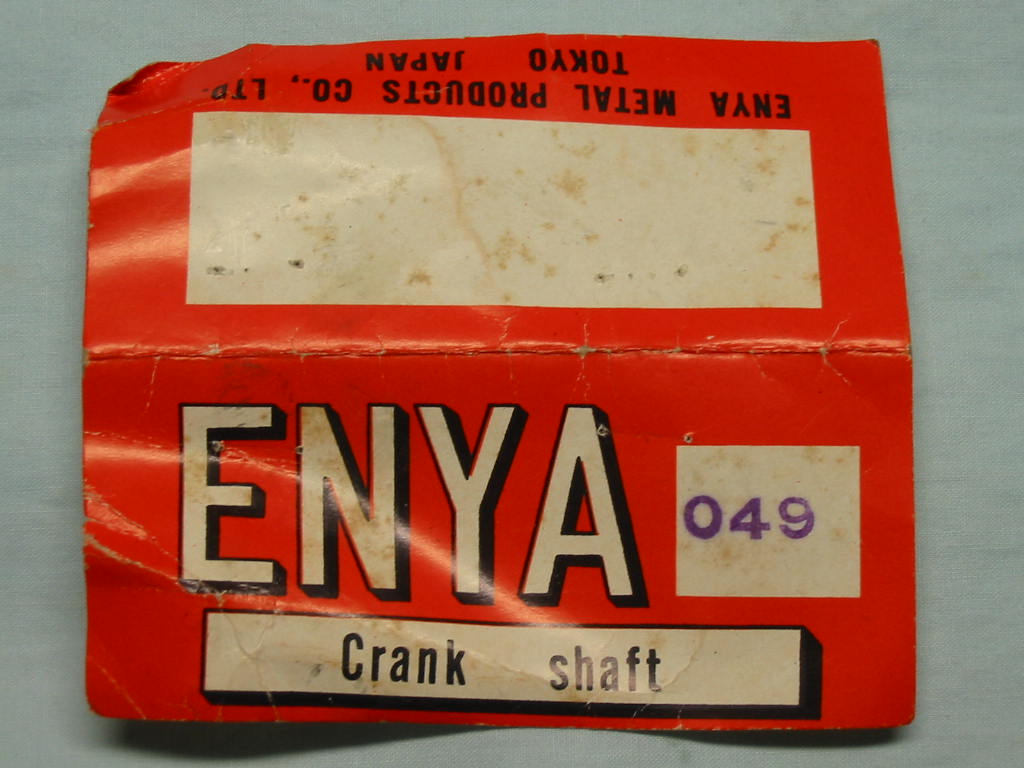 ENYA METAL PRODUCTS CO., LTD.
TOKYO JAPAN
ENYA
049
Crank shaft